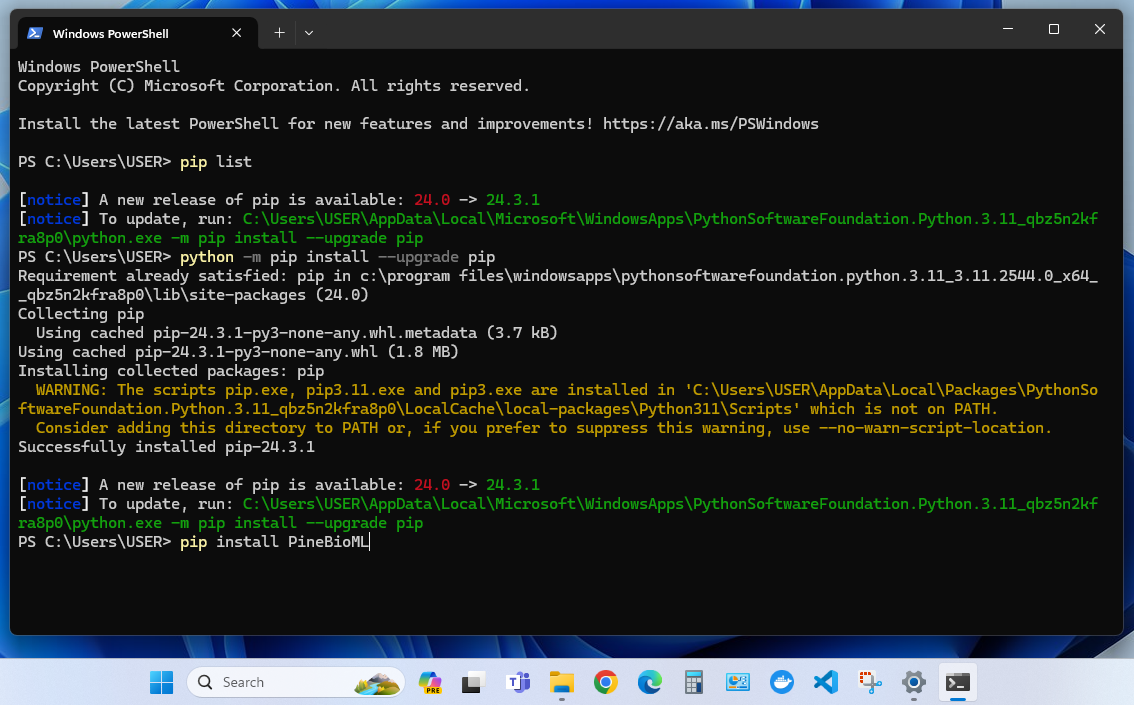 Windows PowerShell
Windows PowerShell
Copyright (C) Microsoft Corporation. All rights reserved.
Install the latest PowerShell for new features and improvements! https://aka.ms/PSWindows
PS C:\Users\USER> pip list
[notice] A new release of pip is available: 24.0 -> 24.3.1
[notice] To update, run: C:\Users\USER\AppData\Local\Microsoft\WindowsApps\PythonSoftwareFoundation.Python.3.11_qbz5n2kf
ra8p0\python.exe -m pip install --upgrade pip
PS C:\Users\USER> python -m pip install --upgrade pip
Requirement already satisfied: pip in c:\program files\windowsapps\pythonsoftwarefoundation.python.3.11_3.11.2544.0_x64_
_qbz5n2kfra8p0\lib\site-packages (24.0)
Collecting pip
  Using cached pip-24.3.1-py3-none-any.whl.metadata (3.7 kB)
Using cached pip-24.3.1-py3-none-any.whl (1.8 MB)
Installing collected packages: pip
  WARNING: The scripts pip.exe, pip3.11.exe and pip3.exe are installed in 'C:\Users\USER\AppData\Local\Packages\PythonSo
ftwareFoundation.Python.3.11_qbz5n2kfra8p0\LocalCache\local-packages\Python311\Scripts' which is not on PATH.
  Consider adding this directory to PATH or, if you prefer to suppress this warning, use --no-warn-script-location.
Successfully installed pip-24.3.1
[notice] A new release of pip is available: 24.0 -> 24.3.1
[notice] To update, run: C:\Users\USER\AppData\Local\Microsoft\WindowsApps\PythonSoftwareFoundation.Python.3.11_qbz5n2kf
ra8p0\python.exe -m pip install --upgrade pip
PS C:\Users\USER> pip install PineBioML
Search
PRE